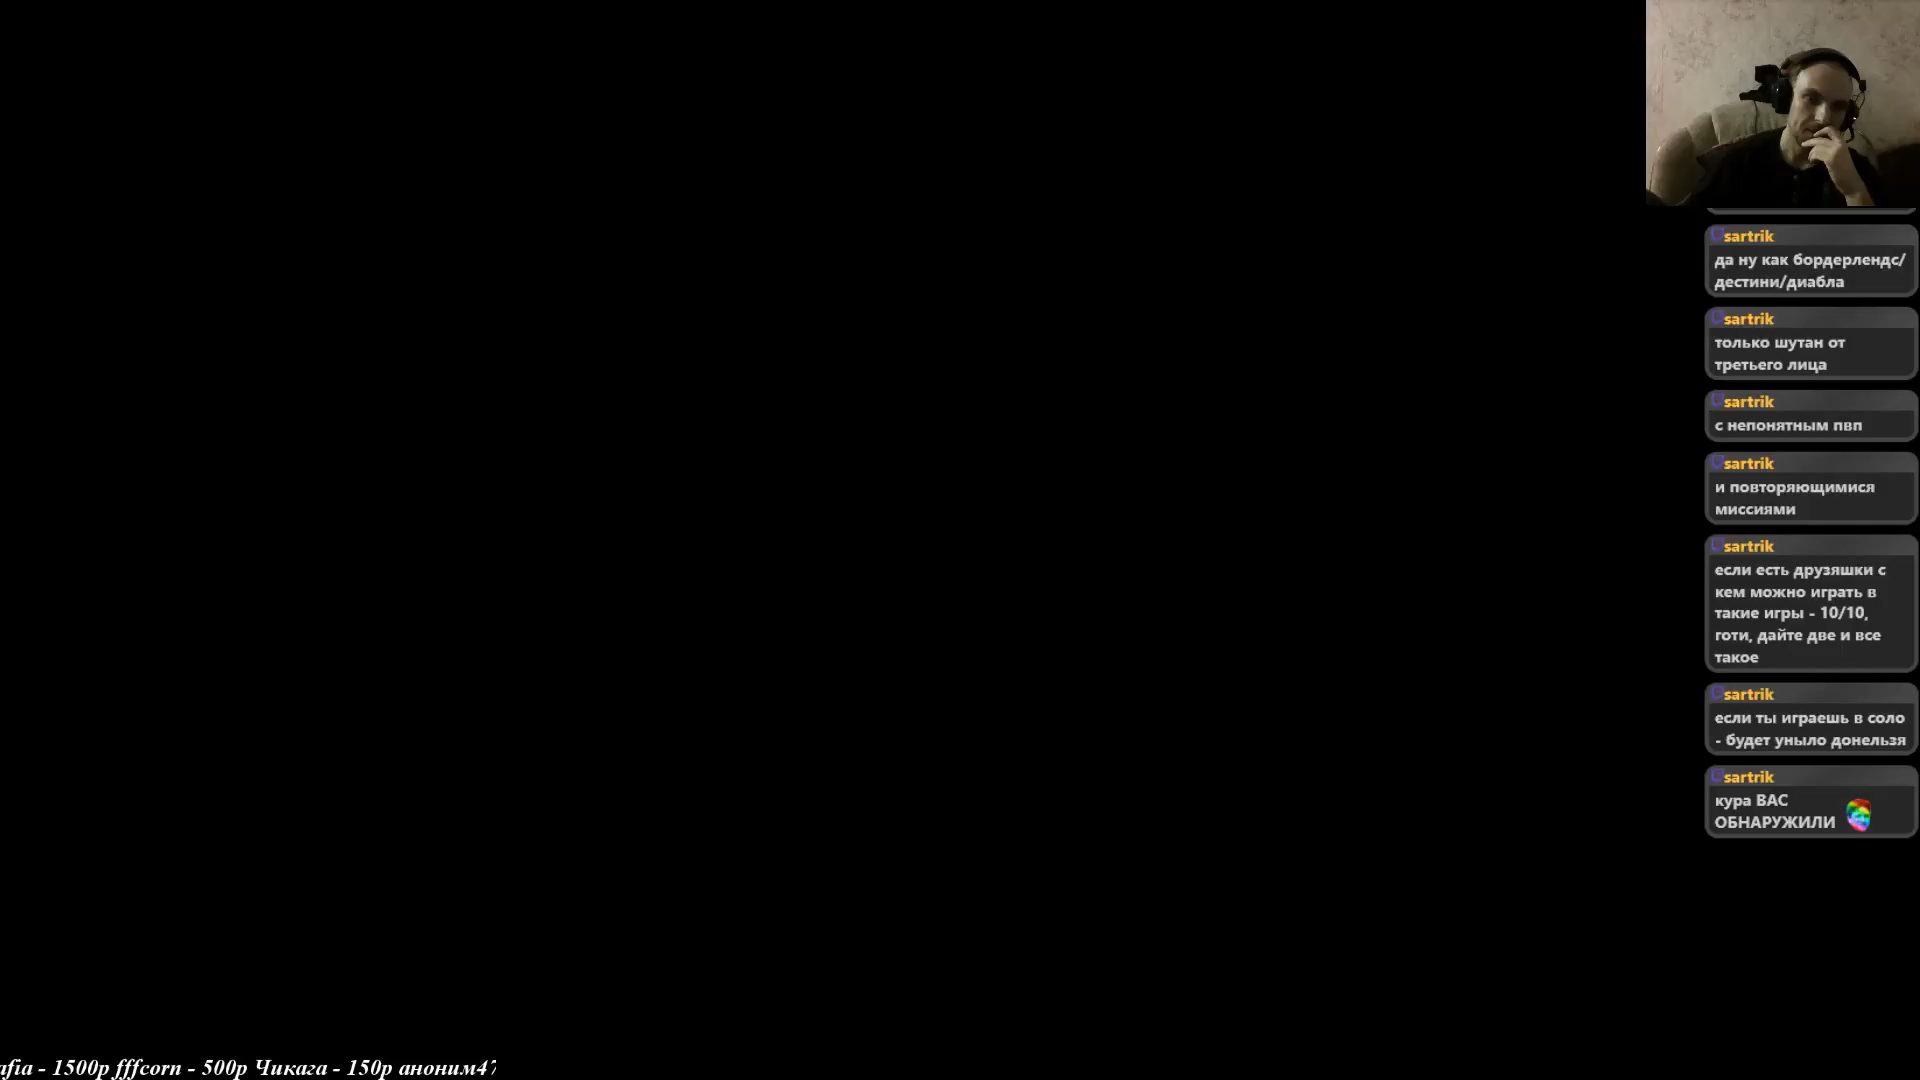 sartrik
да ну как бордерлендс/
дестини/диабла
sartrik
только шутан от
третьего лица
sartrik
с непонятным пвп
sartrik
и повторяющимися
миссиями
sartrik
если есть друзяшки с
кем можно играть в
такие игры - 10/10,
готи, дайте две и все
такое
sartrik
если ты играешь в соло
- будет уныло донельзя
sartrik
кура ВАС
ОБНАРУЖИЛИ
afia - 1500р fffcorn - 500р Чикага - 150р аноним47